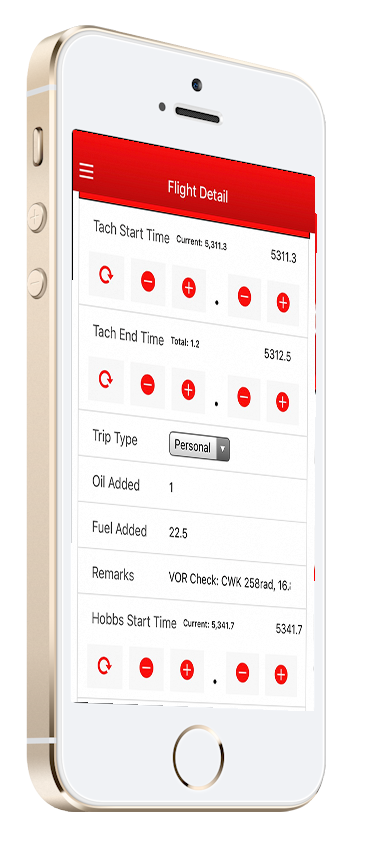 Flight Detail
Tach Start Time Current: 5,311.3 5311.3
.
Tach End Time Total: 1.2 5312.5
.
Trip Type Personal
Oil Added 1
Fuel Added 22.5
Remarks VOR Check: CWK 258rad, 16.
Hobbs Start Time Current: 5,341.7 5341.7
.